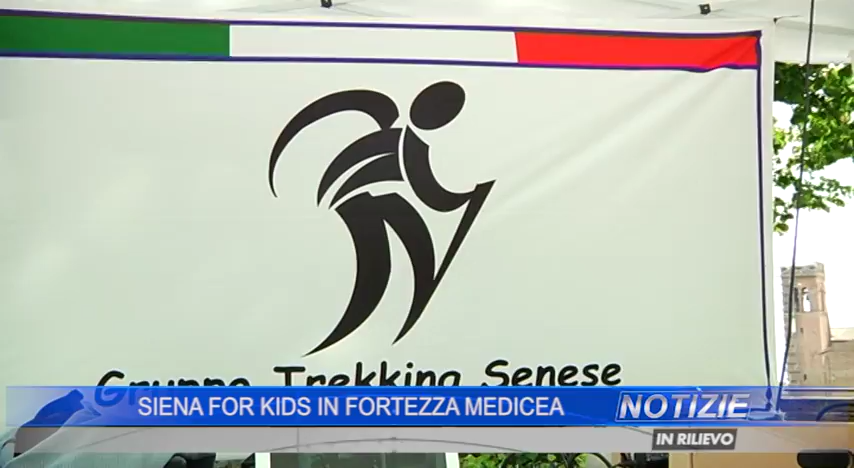 Gruppo Trekking Senese
SIENA FOR KIDS IN FORTEZZA MEDICEA
NOTIZIE
IN RILIEVO